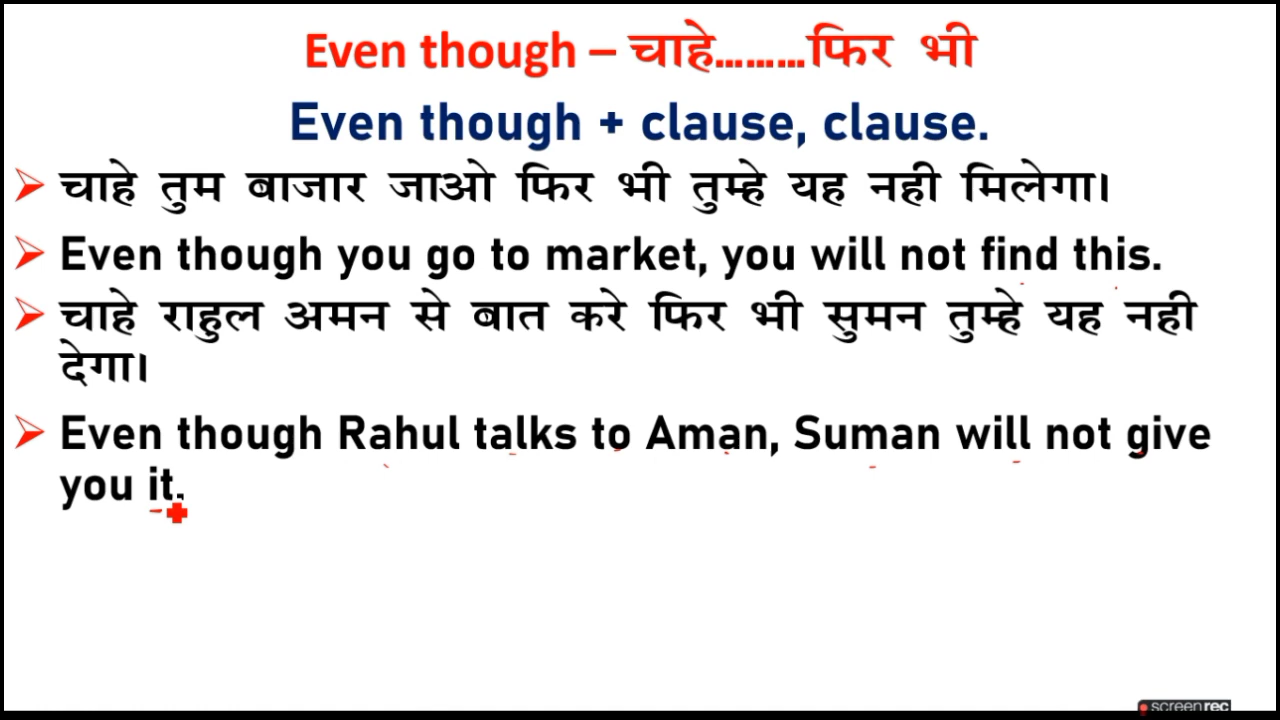 Even though – चाहे.........फिर भी
Even though + clause, clause.
चाहे तुम बाजार जाओ फिर भी तुम्हे यह नही मिलेगा।
Even though you go to market, you will not find this.
चाहे राहुल अमन से बात करे फिर भी सुमन तुम्हे यह नही
देगा।
Even though Rahul talks to Aman, Suman will not give
you it.
screenrec